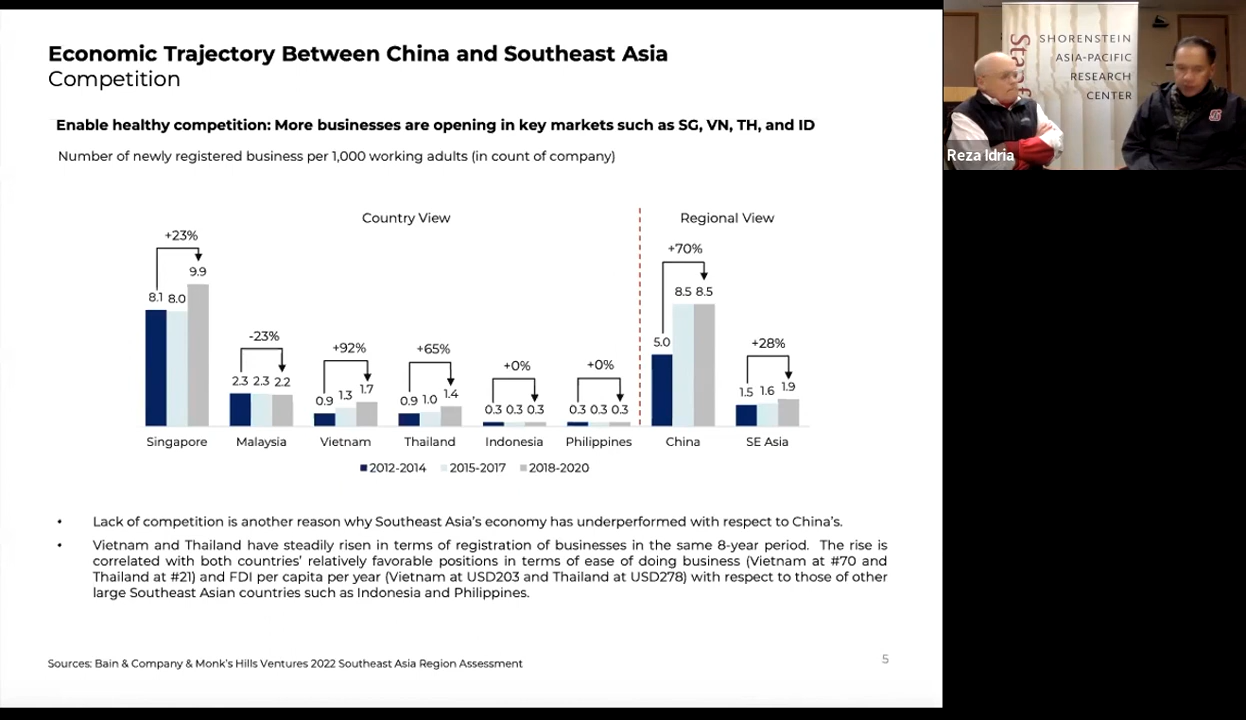 Economic Trajectory Between China and Southeast Asia
Competition
Enable healthy competition: More businesses are opening in key markets such as SG, VN, TH, and ID
Number of newly registered business per 1,000 working adults (in count of company)
Country View
Regional View
+23%
8.1 8.0 9.9
-23%
2.3 2.3 2.2
+92%
0.9 1.3 1.7
+65%
0.9 1.0 1.4
+0%
0.3 0.3 0.3
+0%
0.3 0.3 0.3
+70%
5.0 8.5 8.5
+28%
1.5 1.6 1.9
Singapore Malaysia Vietnam Thailand Indonesia Philippines China SE Asia
2012-2014 2015-2017 2018-2020
• Lack of competition is another reason why Southeast Asia's economy has underperformed with respect to China's.
• Vietnam and Thailand have steadily risen in terms of registration of businesses in the same 8-year period. The rise is
correlated with both countries' relatively favorable positions in terms of ease of doing business (Vietnam at #70 and
Thailand at #21) and FDI per capita per year (Vietnam at USD203 and Thailand at USD278) with respect to those of other
large Southeast Asian countries such as Indonesia and Philippines.
Sources: Bain & Company & Monk's Hills Ventures 2022 Southeast Asia Region Assessment
5
SHORENSTEIN
ASIA-PACIFIC
RESEARCH
CENTER
Reza Idria